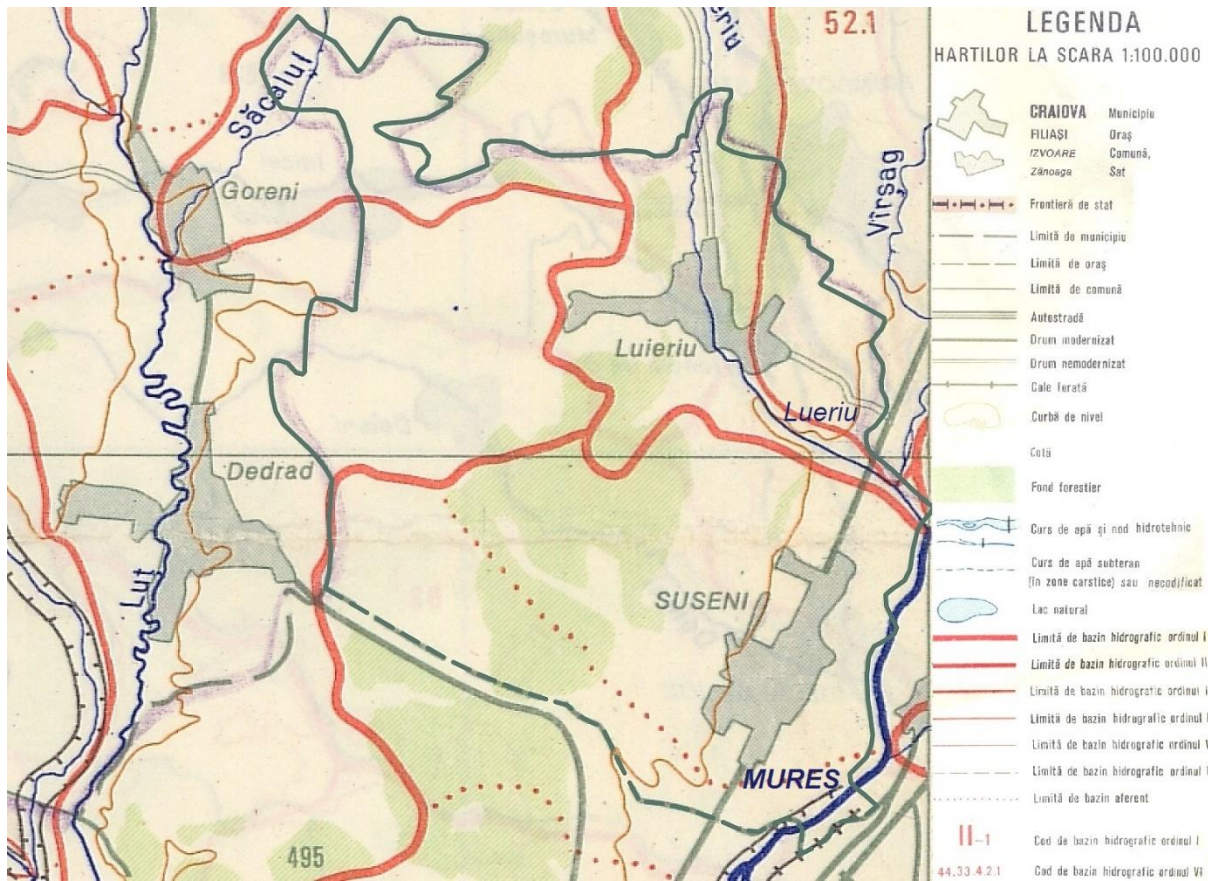 eriu
52.1
Săcalul
Goreni
Vîrșag
Luieriu
Lueriu
Dedrad
Luț
SUSENI
MURES
495
LEGENDA
HARTILOR LA SCARA 1:100.000
CRAIOVA Municipiu
FILIAȘI Oraș
IZVOARE Comună,
Zănoaga Sat
Frontieră de stat
Limită de municipiu
Limită de oraș
Limită de comună
Autostradă
Drum modernizat
Drum nemodernizat
Cale ferată
Curbă de nivel
Cotă
Fond forestier
Curs de apă și nod hidrotehnic
Curs de apă subteran
(în zone carstice) sau necodificat
Lac natural
Limită de bazin hidrografic ordinul I
Limită de bazin hidrografic ordinul II
Limită de bazin hidrografic ordinul
Limită de bazin hidrografic ordinul
Limită de bazin hidrografic ordinul V
Limită de bazin hidrografic ordinul
Limită de bazin aferent
II-1 Cod de bazin hidrografic ordinul I
44.33.4.2.1 Cod de bazin hidrografic ordinul VI